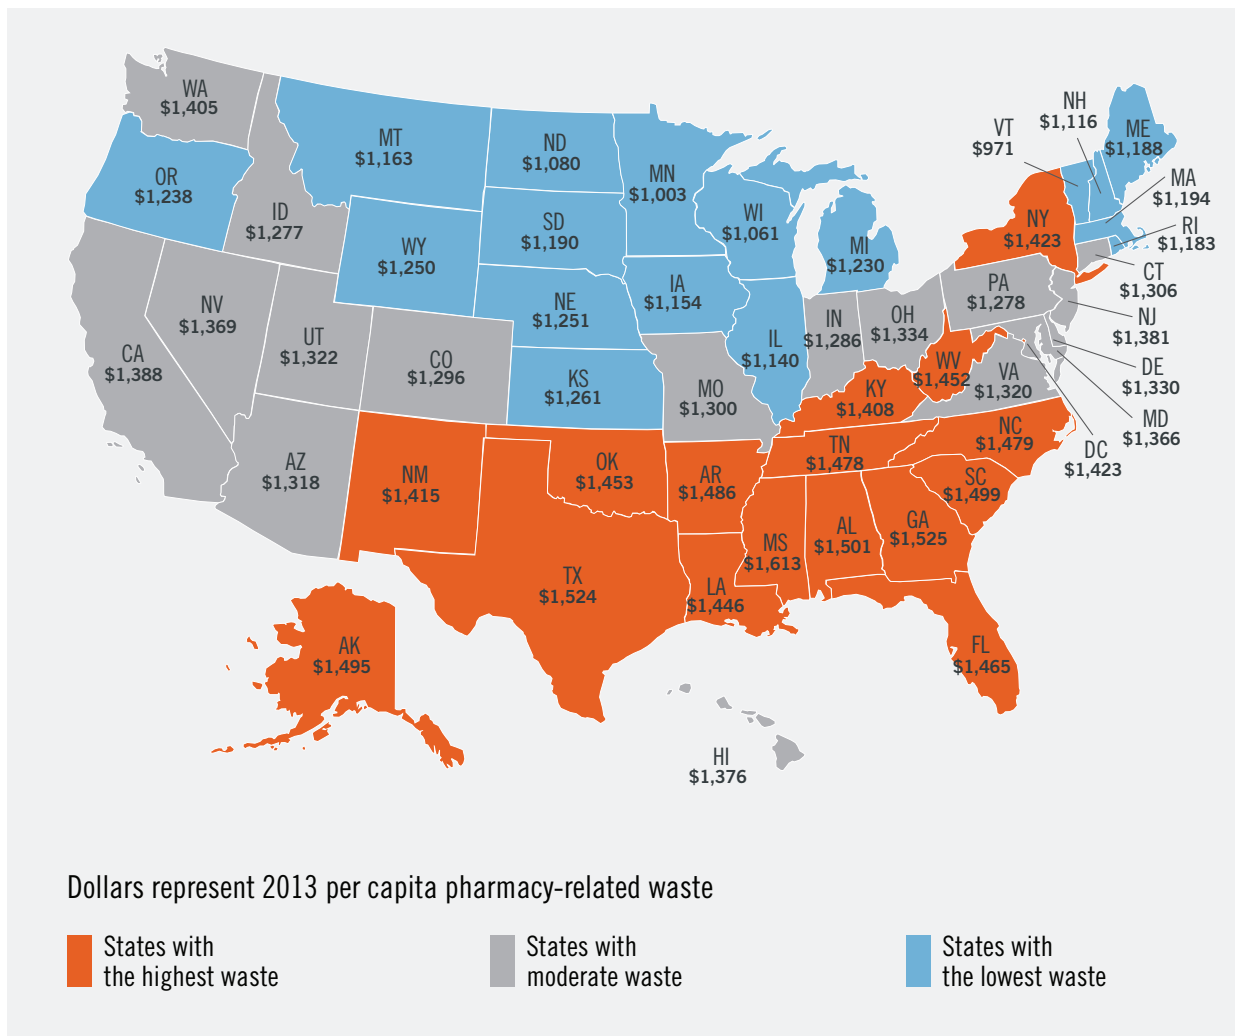 WA
$1,405
OR
$1,238
ID
$1,277
MT
$1,163
WY
$1,250
ND
$1,080
SD
$1,190
NE
$1,251
KS
$1,261
MN
$1,003
IA
$1,154
WI
$1,061
MI
$1,230
IL
$1,140
MO
$1,300
IN
$1,286
OH
$1,334
CA
$1,388
NV
$1,369
UT
$1,322
CO
$1,296
AZ
$1,318
NM
$1,415
OK
$1,453
TX
$1,524
AR
$1,486
LA
$1,446
MS
$1,613
AL
$1,501
GA
$1,525
FL
$1,465
SC
$1,499
NC
$1,479
TN
$1,478
KY
$1,408
WV
$1,452
VA
$1,320
PA
$1,278
NY
$1,423
VT
$971
NH
$1,116
ME
$1,188
MA
$1,194
RI
$1,183
CT
$1,306
NJ
$1,381
DE
$1,330
MD
$1,366
DC
$1,423
AK
$1,495
HI
$1,376
Dollars represent 2013 per capita pharmacy-related waste
States with
the highest waste
States with
moderate waste
States with
the lowest waste